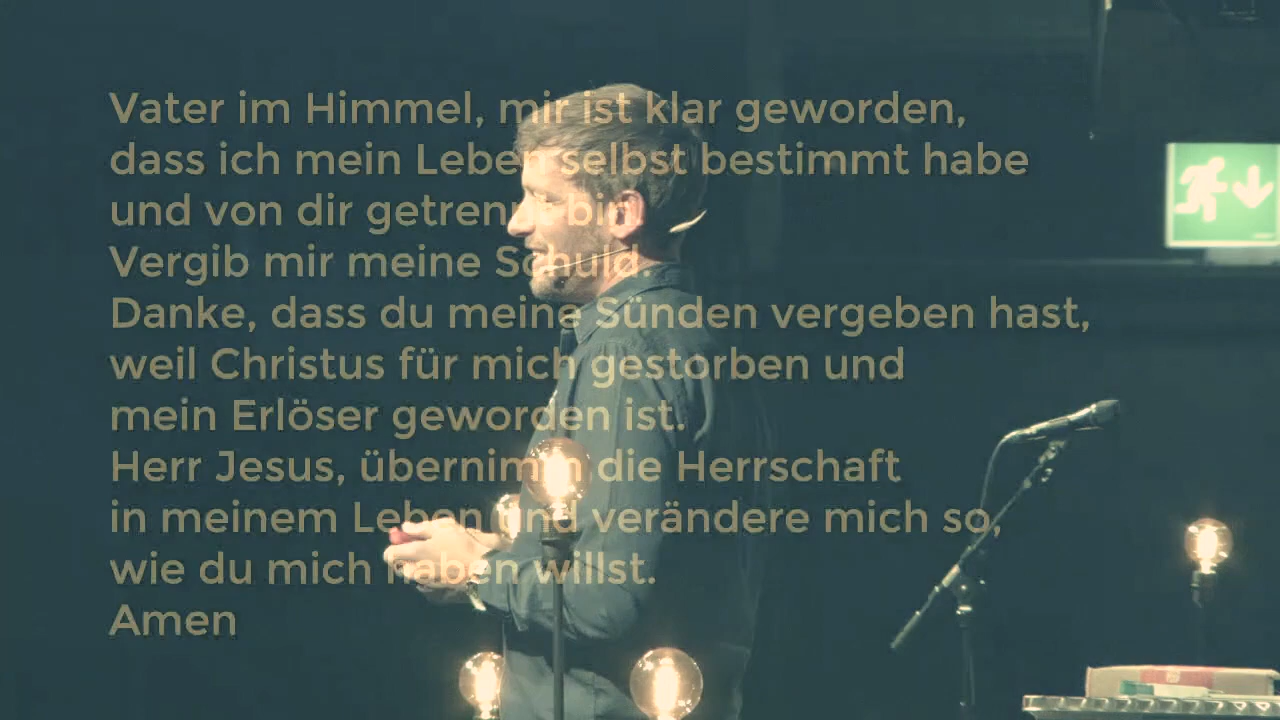 Vater im Himmel, mir ist klar geworden,
dass ich mein Leben selbst bestimmt habe
und von dir getrennt bin.
Vergib mir meine Schuld.
Danke, dass du meine Sünden vergeben hast,
weil Christus für mich gestorben und
mein Erlöser geworden ist.
Herr Jesus, übernimm die Herrschaft
in meinem Leben und verändere mich so,
wie du mich haben willst.
Amen